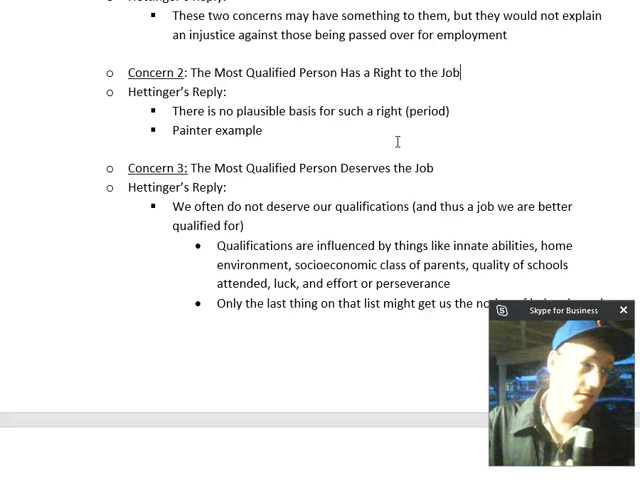 These two concerns may have something to them, but they would not explain
an injustice against those being passed over for employment
o Concern 2: The Most Qualified Person Has a Right to the Job
o Hettinger's Reply:
▪ There is no plausible basis for such a right (period)
▪ Painter example
o Concern 3: The Most Qualified Person Deserves the Job
o Hettinger's Reply:
▪ We often do not deserve our qualifications (and thus a job we are better
qualified for)
• Qualifications are influenced by things like innate abilities, home
environment, socioeconomic class of parents, quality of schools
attended, luck, and effort or perseverance
• Only the last thing on that list might get us the
Skype for Business